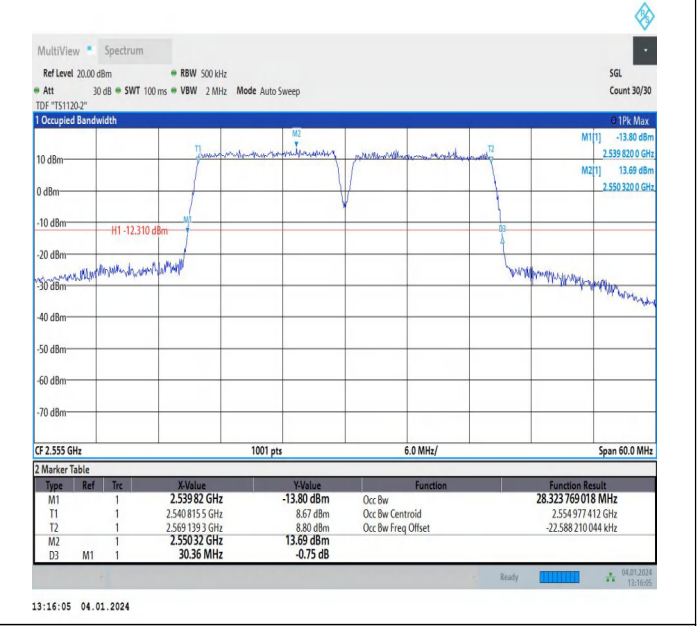 MultiView Spectrum
Ref Level 20.00 dBm RBW 500 kHz SGL
Att 30 dB SWT 100 ms VBW 2 MHz Mode Auto Sweep Count 30/30
TDF "TS1120-2"
1 Occupied Bandwidth 1Pk Max
M1[1] -13.80 dBm
2.539 820 0 GHz
M2[1] 13.69 dBm
2.550 320 0 GHz
M2
T1 T2
10 dBm
0 dBm
-10 dBm
M1
H1 -12.310 dBm
D3
-20 dBm
-30 dBm
-40 dBm
-50 dBm
-60 dBm
-70 dBm
CF 2.555 GHz 1001 pts 6.0 MHz/ Span 60.0 MHz
2 Marker Table
Type Ref Trc X-Value Y-Value Function Function Result
M1 1 2.539 82 GHz -13.80 dBm Occ Bw 28.323 769 018 MHz
T1 1 2.540 815 5 GHz 8.67 dBm Occ Bw Centroid 2.554 977 412 GHz
T2 1 2.569 139 3 GHz 8.80 dBm Occ Bw Freq Offset -22.588 210 044 kHz
M2 1 2.550 32 GHz 13.69 dBm
D3 M1 1 30.36 MHz -0.75 dB
Ready 04.01.2024
13:16:05
13:16:05 04.01.2024